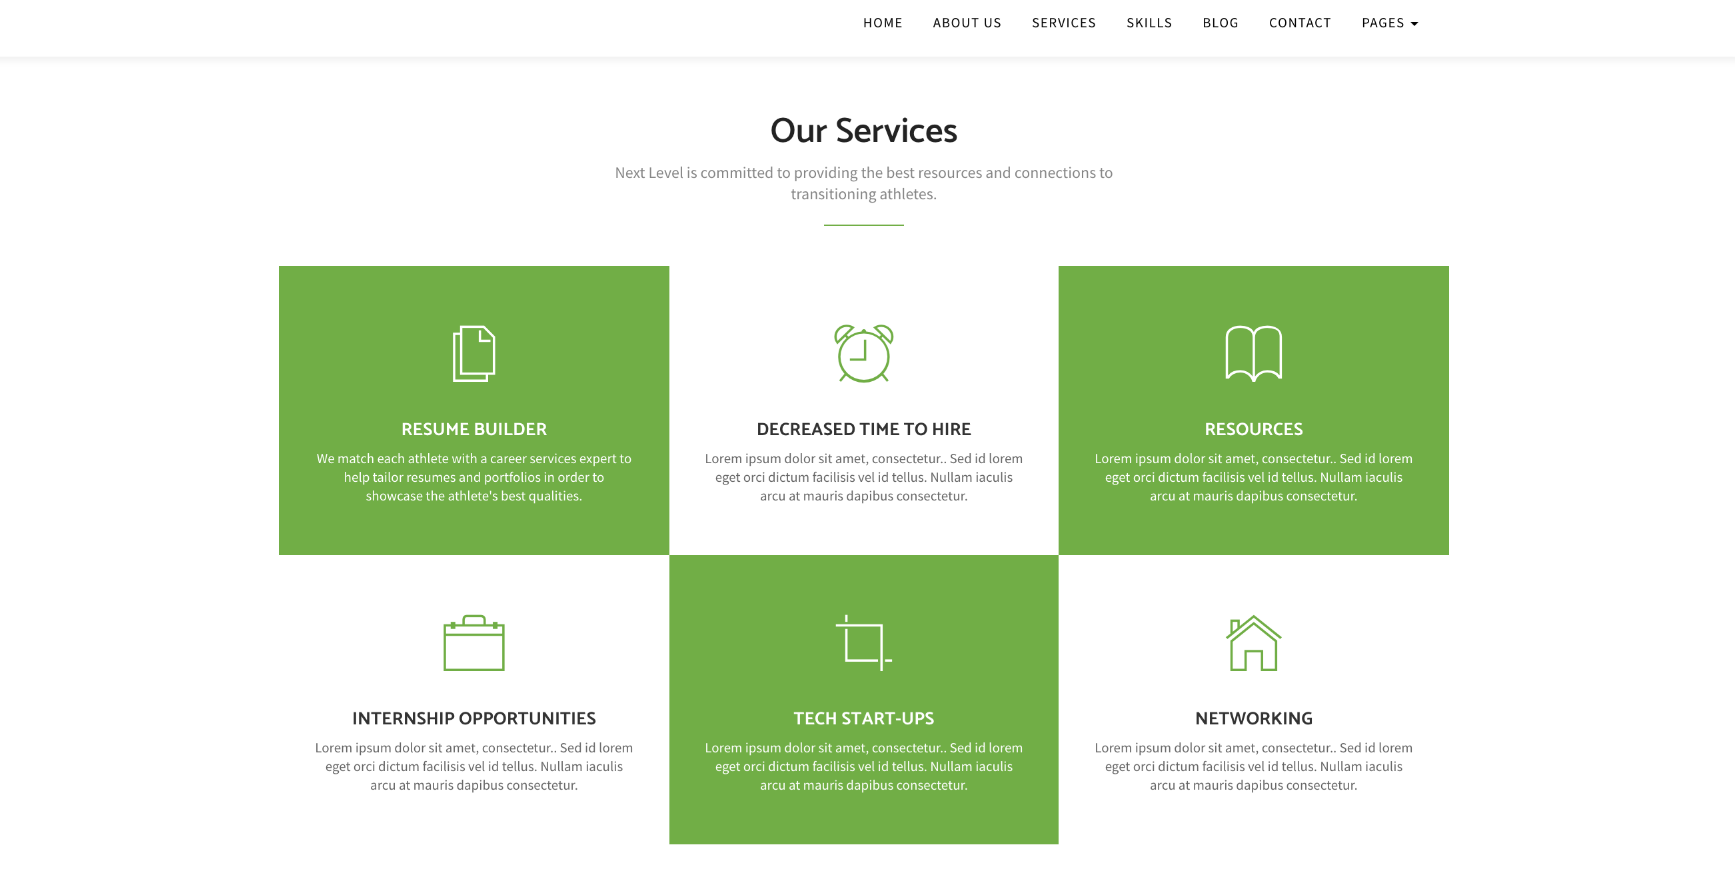 HOME ABOUT US SERVICES SKILLS BLOG CONTACT PAGES
Our Services
Next Level is committed to providing the best resources and connections to
transitioning athletes.
RESUME BUILDER
We match each athlete with a career services expert to
help tailor resumes and portfolios in order to
showcase the athlete's best qualities.
DECREASED TIME TO HIRE
Lorem ipsum dolor sit amet, consectetur.. Sed id lorem
eget orci dictum facilisis vel id tellus. Nullam iaculis
arcu at mauris dapibus consectetur.
RESOURCES
Lorem ipsum dolor sit amet, consectetur.. Sed id lorem
eget orci dictum facilisis vel id tellus. Nullam iaculis
arcu at mauris dapibus consectetur.
INTERNSHIP OPPORTUNITIES
Lorem ipsum dolor sit amet, consectetur.. Sed id lorem
eget orci dictum facilisis vel id tellus. Nullam iaculis
arcu at mauris dapibus consectetur.
TECH START-UPS
Lorem ipsum dolor sit amet, consectetur.. Sed id lorem
eget orci dictum facilisis vel id tellus. Nullam iaculis
arcu at mauris dapibus consectetur.
NETWORKING
Lorem ipsum dolor sit amet, consectetur.. Sed id lorem
eget orci dictum facilisis vel id tellus. Nullam iaculis
arcu at mauris dapibus consectetur.